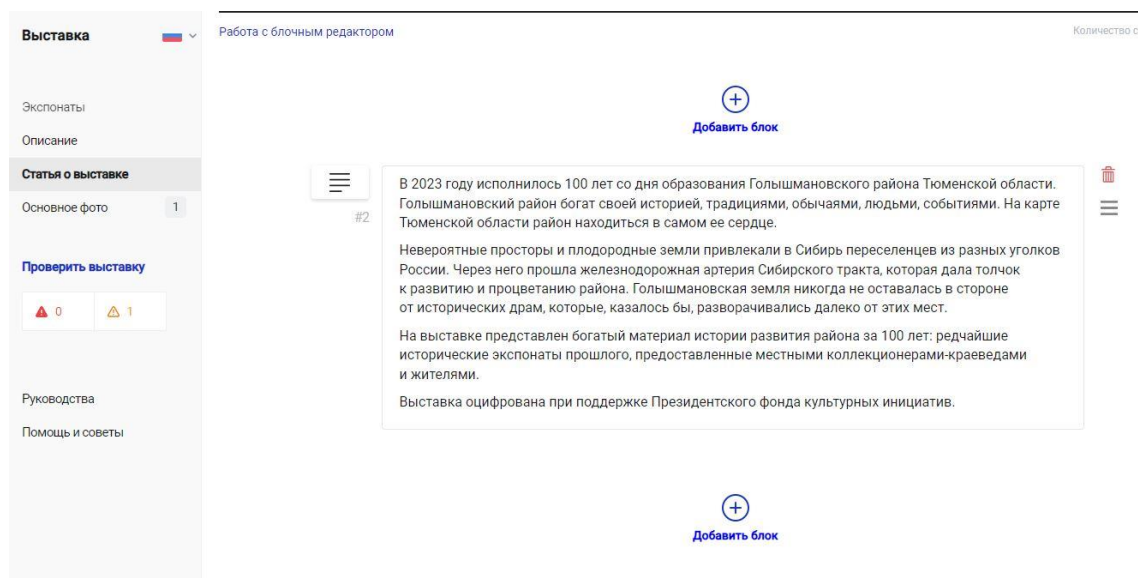 Выставка
Работа с блочным редактором
Количество с
Экспонаты
Описание
Статья о выставке
Основное фото 1
Проверить выставку
0 1
Руководства
Помощь и советы
Добавить блок
#2
В 2023 году исполнилось 100 лет со дня образования Голышмановского района Тюменской области.
Голышмановский район богат своей историей, традициями, обычаями, людьми, событиями. На карте
Тюменской области район находиться в самом ее сердце.
Невероятные просторы и плодородные земли привлекали в Сибирь переселенцев из разных уголков
России. Через него прошла железнодорожная артерия Сибирского тракта, которая дала толчок
к развитию и процветанию района. Голышмановская земля никогда не оставалась в стороне
от исторических драм, которые, казалось бы, разворачивались далеко от этих мест.
На выставке представлен богатый материал истории развития района за 100 лет: редчайшие
исторические экспонаты прошлого, предоставленные местными коллекционерами-краеведами
и жителями.
Выставка оцифрована при поддержке Президентского фонда культурных инициатив.
Добавить блок